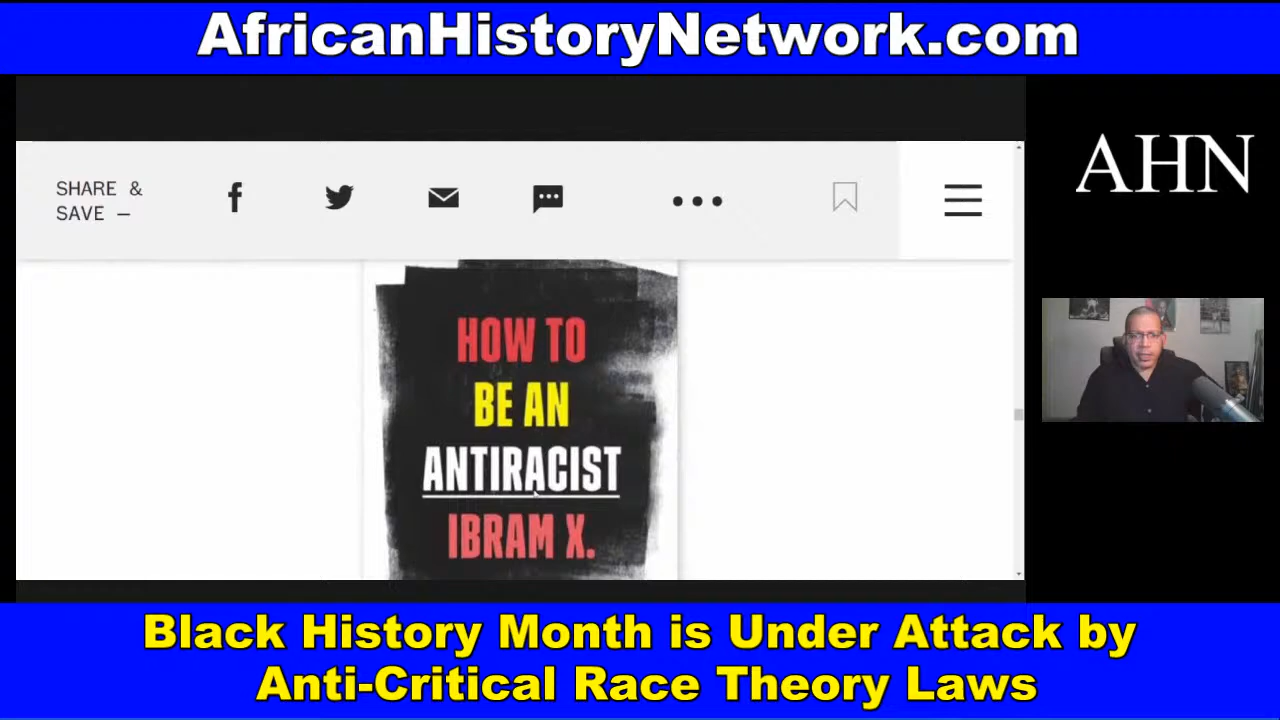 AfricanHistoryNetwork.com
SHARE &
SAVE —
AHN
HOW TO
BE AN
ANTIRACIST
IBRAM X.
Black History Month is Under Attack by
Anti-Critical Race Theory Laws